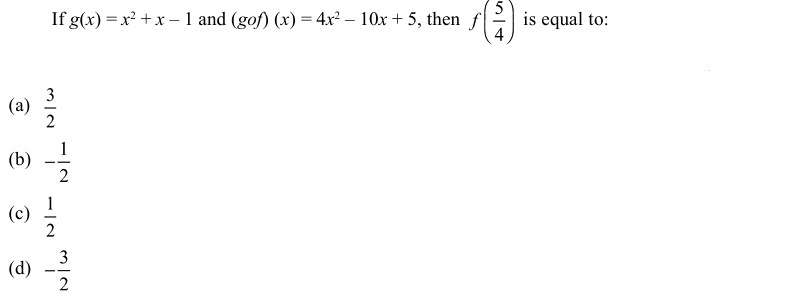 If g(x) = x² + x – 1 and (gof) (x) = 4x² – 10x + 5, then f(5/4) is equal to:
(a) 3/2
(b) –1/2
(c) 1/2
(d) –3/2